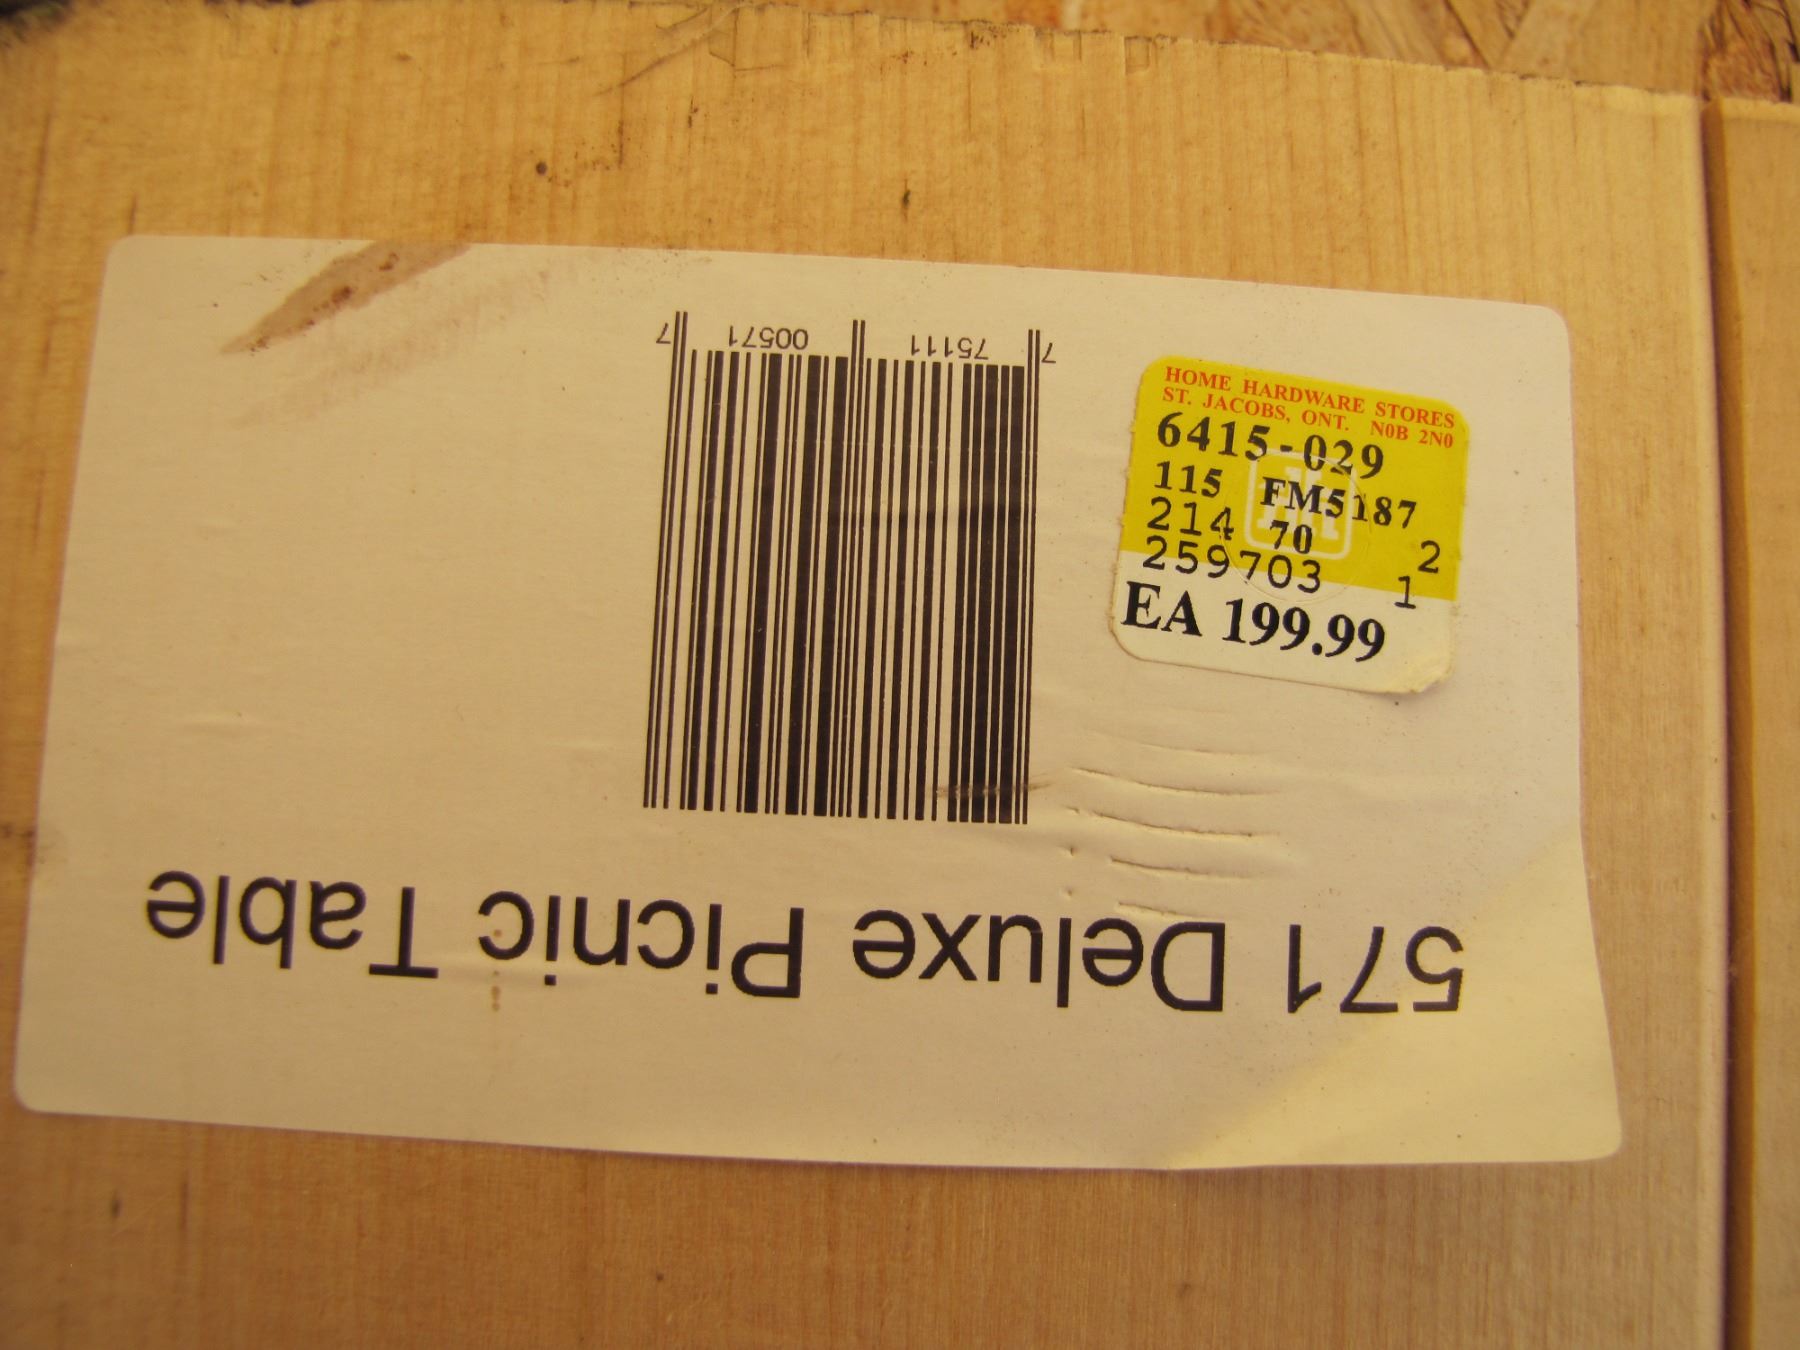 571 Deluxe Picnic Table
7 75111 00571 7
HOME HARDWARE STORES
ST. JACOBS, ONT. N0B 2N0
6415-029
115 FM5187
214 70 2
259703 1
EA 199.99